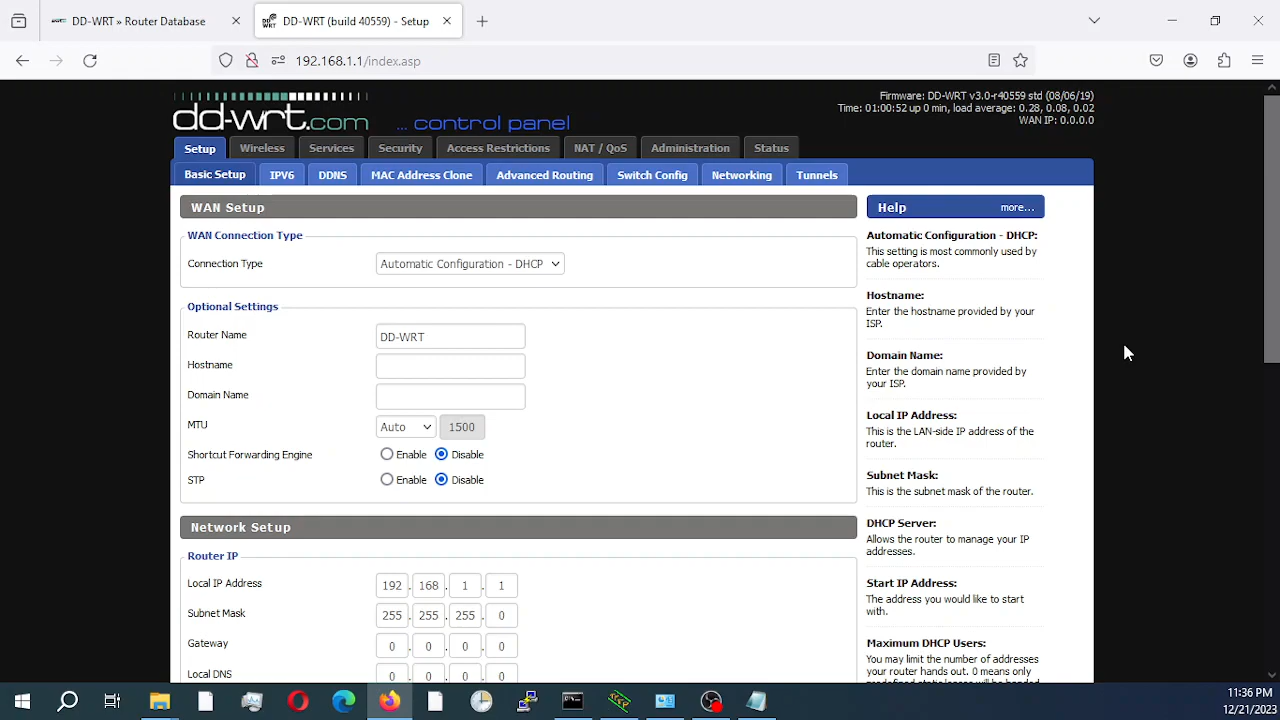 DD-WRT » Router Database
DD-WRT (build 40559) - Setup
192.168.1.1/index.asp
dd-wrt.com ... control panel
Firmware: DD-WRT v3.0-r40559 std (08/06/19)
Time: 01:00:52 up 0 min, load average: 0.28, 0.08, 0.02
WAN IP: 0.0.0.0
Setup Wireless Services Security Access Restrictions NAT / QoS Administration Status
Basic Setup IPV6 DDNS MAC Address Clone Advanced Routing Switch Config Networking Tunnels
WAN Setup
WAN Connection Type
Connection Type Automatic Configuration - DHCP
Optional Settings
Router Name DD-WRT
Hostname
Domain Name
MTU Auto 1500
Shortcut Forwarding Engine Enable Disable
STP Enable Disable
Network Setup
Router IP
Local IP Address 192 . 168 . 1 . 1
Subnet Mask 255 . 255 . 255 . 0
Gateway 0 . 0 . 0 . 0
Local DNS 0 . 0 . 0 . 0
Help more...
Automatic Configuration - DHCP:
This setting is most commonly used by
cable operators.
Hostname:
Enter the hostname provided by your
ISP.
Domain Name:
Enter the domain name provided by
your ISP.
Local IP Address:
This is the LAN-side IP address of the
router.
Subnet Mask:
This is the subnet mask of the router.
DHCP Server:
Allows the router to manage your IP
addresses.
Start IP Address:
The address you would like to start
with.
Maximum DHCP Users:
You may limit the number of addresses
your router hands out. 0 means only
11:36 PM
12/21/2023